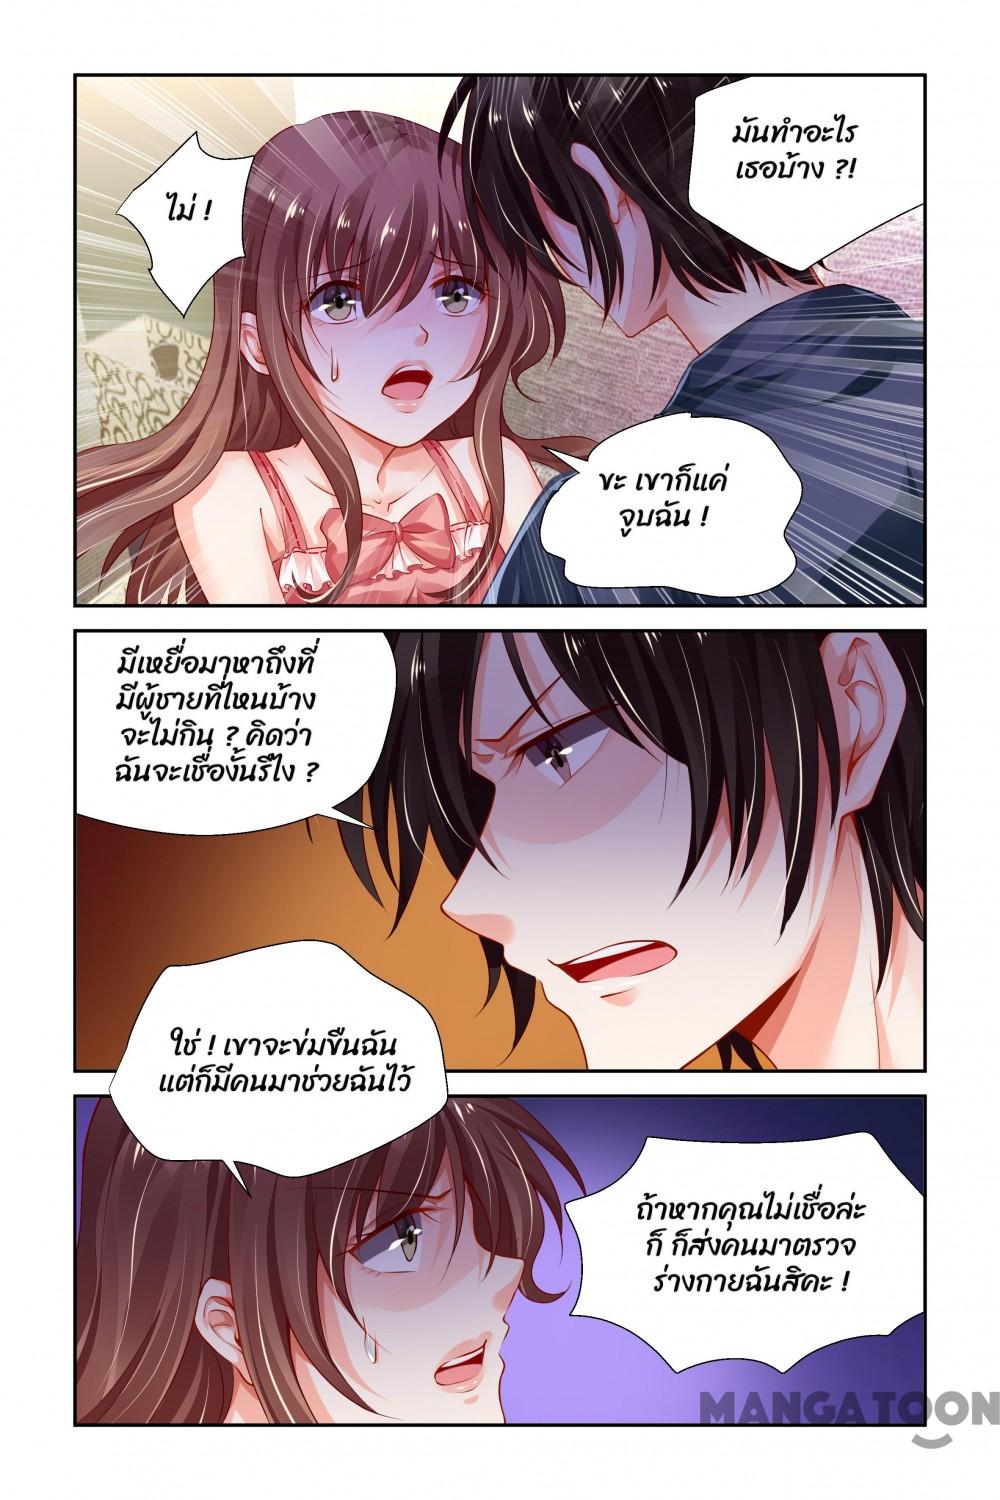 มันทำอะไร
เธอบ้าง ?!
ไม่ !
ขะ เขาก็แค่
จูบฉัน !
มีเหยื่อมาหาถึงที่
มีผู้ชายที่ไหนบ้าง
จะไม่กิน ? คิดว่า
ฉันจะเชื่องั้นรึไง ?
ใช่ ! เขาจะข่มขืนฉัน
แต่ก็มีคนมาช่วยฉันไว้
ถ้าหากคุณไม่เชื่อล่ะ
ก็ ก็ส่งคนมาตรวจ
ร่างกายฉันสิคะ !
MANGATOON